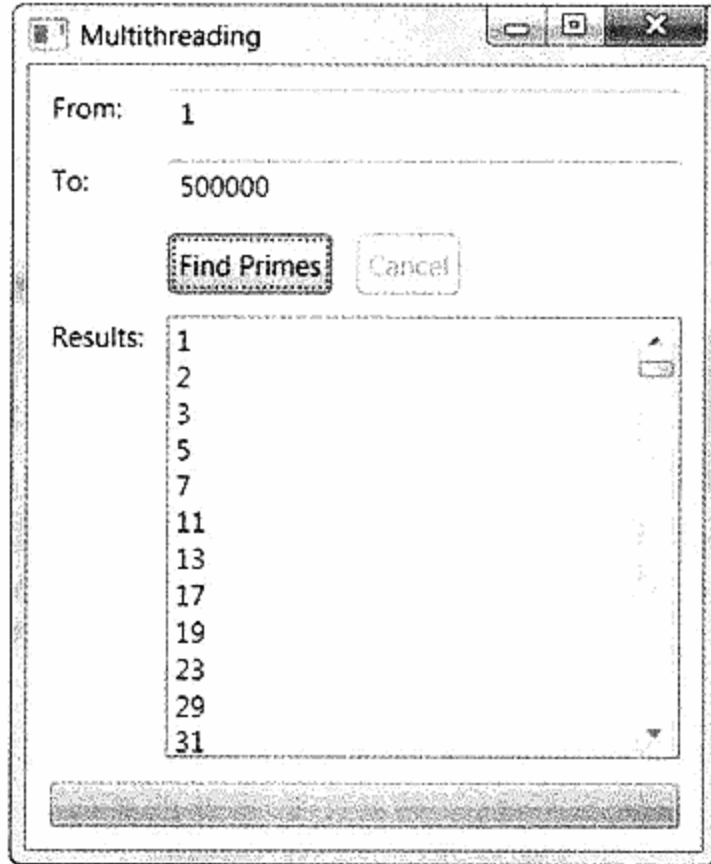 Multithreading
From: 1
To: 500000
Find Primes Cancel
Results: 1
2
3
5
7
11
13
17
19
23
29
31